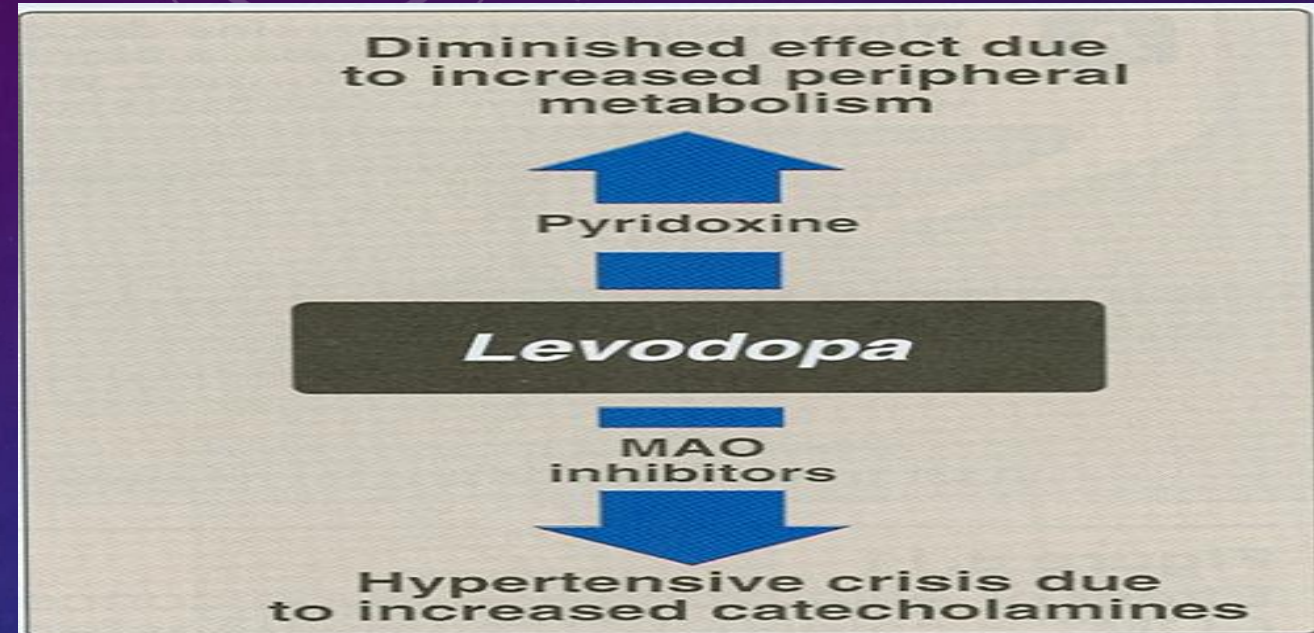 Diminished effect due
to increased peripheral
metabolism
Pyridoxine
Levodopa
MAO
inhibitors
Hypertensive crisis due
to increased catecholamines